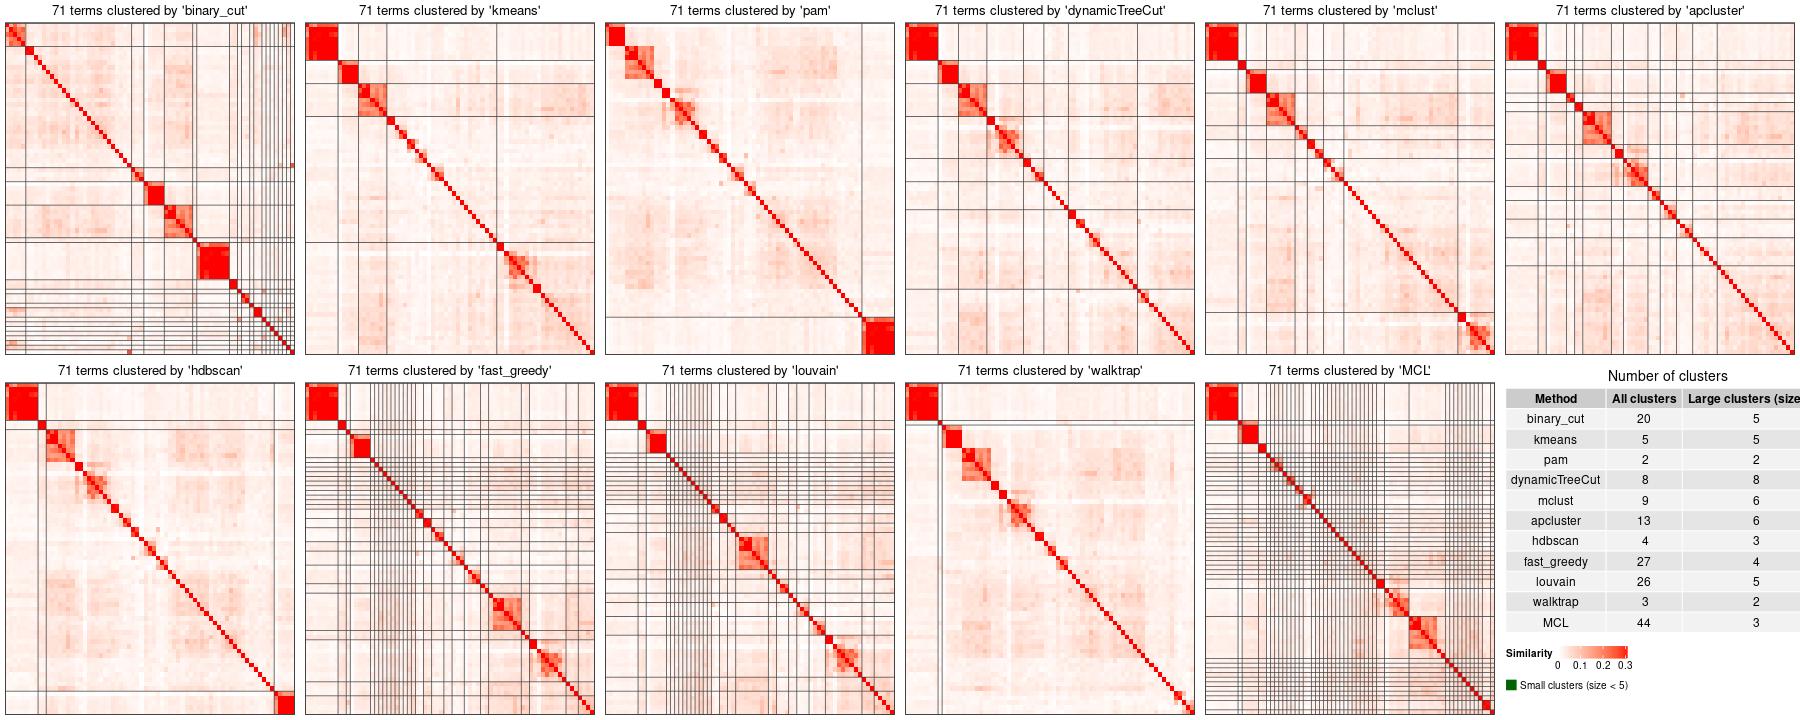 71 terms clustered by 'binary_cut'
71 terms clustered by 'kmeans'
71 terms clustered by 'pam'
71 terms clustered by 'dynamicTreeCut'
71 terms clustered by 'mclust'
71 terms clustered by 'apcluster'
71 terms clustered by 'hdbscan'
71 terms clustered by 'fast_greedy'
71 terms clustered by 'louvain'
71 terms clustered by 'walktrap'
71 terms clustered by 'MCL'
Number of clusters
Method All clusters Large clusters (size
binary_cut 20 5
kmeans 5 5
pam 2 2
dynamicTreeCut 8 8
mclust 9 6
apcluster 13 6
hdbscan 4 3
fast_greedy 27 4
louvain 26 5
walktrap 3 2
MCL 44 3
Similarity
0 0.1 0.2 0.3
Small clusters (size < 5)